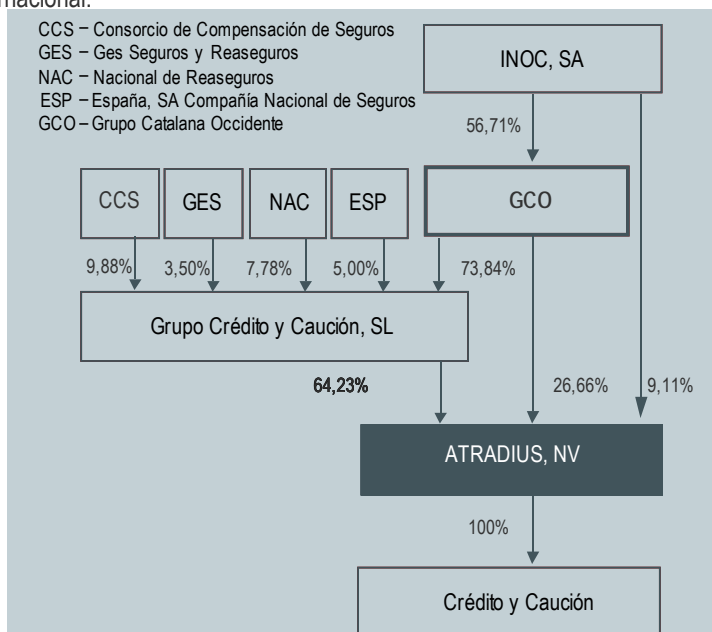 rnacional.
CCS – Consorcio de Compensación de Seguros
GES – Ges Seguros y Reaseguros
NAC – Nacional de Reaseguros
ESP – España, SA Compañía Nacional de Seguros
GCO – Grupo Catalana Occidente
INOC, SA
56,71%
CCS
GES
NAC
ESP
GCO
9,88%
3,50%
7,78%
5,00%
73,84%
Grupo Crédito y Caución, SL
64,23%
26,66%
9,11%
ATRADIUS, NV
100%
Crédito y Caución